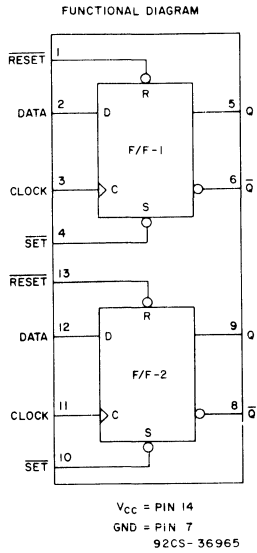 FUNCTIONAL DIAGRAM
RESET 1
R
DATA 2 D 5 Q
F/F-1
CLOCK 3 C 6 Q̅
S
SET 4
RESET 13
R
DATA 12 D 9 Q
F/F-2
CLOCK 11 C 8 Q̅
S
SET 10
VCC = PIN 14
GND = PIN 7
92CS-36965